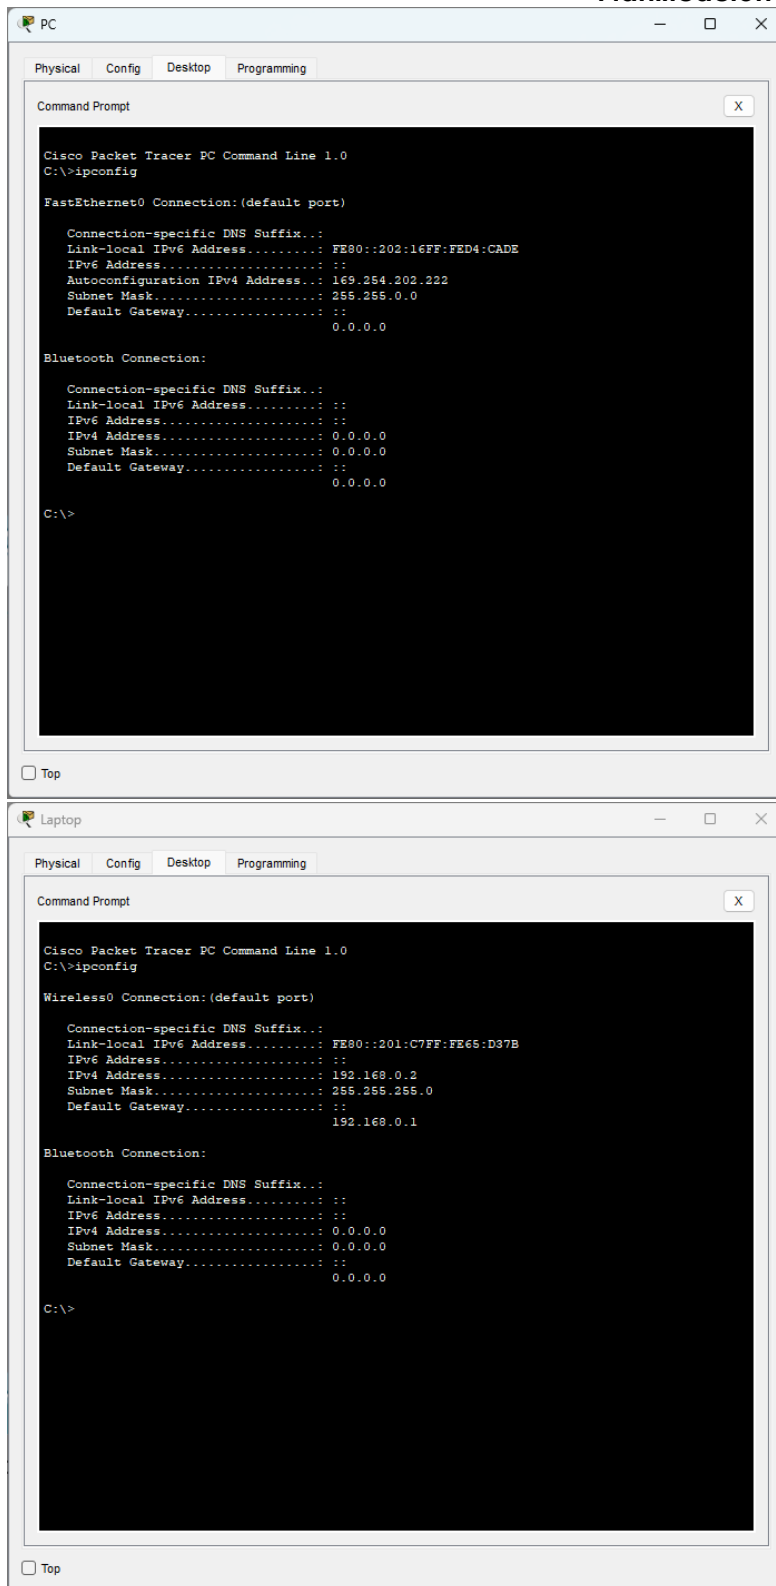 PC
Physical Config Desktop Programming
Command Prompt
X
Cisco Packet Tracer PC Command Line 1.0
C:\>ipconfig
FastEthernet0 Connection:(default port)
Connection-specific DNS Suffix..:
Link-local IPv6 Address.........: FE80::202:16FF:FED4:CADE
IPv6 Address....................: ::
Autoconfiguration IPv4 Address..: 169.254.202.222
Subnet Mask.....................: 255.255.0.0
Default Gateway.................: ::
0.0.0.0
Bluetooth Connection:
Connection-specific DNS Suffix..:
Link-local IPv6 Address.........: ::
IPv6 Address....................: ::
IPv4 Address....................: 0.0.0.0
Subnet Mask.....................: 0.0.0.0
Default Gateway.................: ::
0.0.0.0
C:\>
Top
Laptop
Physical Config Desktop Programming
Command Prompt
X
Cisco Packet Tracer PC Command Line 1.0
C:\>ipconfig
Wireless0 Connection:(default port)
Connection-specific DNS Suffix..:
Link-local IPv6 Address.........: FE80::201:C7FF:FE65:D37B
IPv6 Address....................: ::
IPv4 Address....................: 192.168.0.2
Subnet Mask.....................: 255.255.255.0
Default Gateway.................: ::
192.168.0.1
Bluetooth Connection:
Connection-specific DNS Suffix..:
Link-local IPv6 Address.........: ::
IPv6 Address....................: ::
IPv4 Address....................: 0.0.0.0
Subnet Mask.....................: 0.0.0.0
Default Gateway.................: ::
0.0.0.0
C:\>
Top